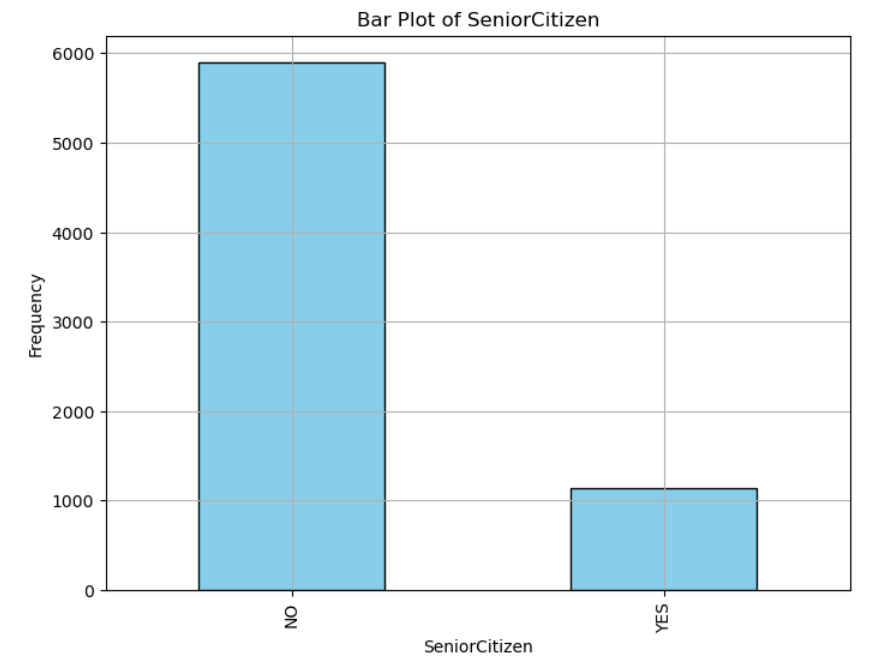 Bar Plot of SeniorCitizen
6000
5000
4000
3000
2000
1000
0
Frequency
NO
YES
SeniorCitizen